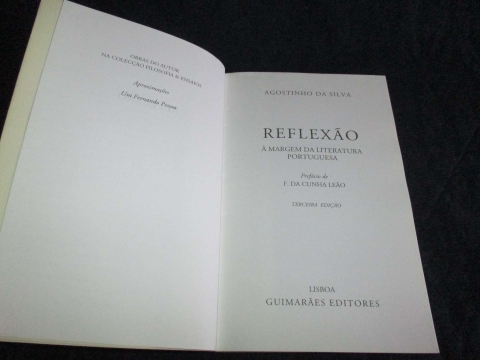 OBRAS DO AUTOR
NA COLECÇÃO FILOSOFIA & ENSAIOS
Aproximações
Um Fernando Pessoa
AGOSTINHO DA SILVA
REFLEXÃO
À MARGEM DA LITERATURA
PORTUGUESA
Prefácio de
F. DA CUNHA LEÃO
TERCEIRA EDIÇÃO
LISBOA
GUIMARÃES EDITORES